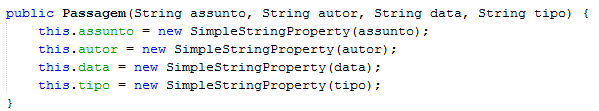 public Passagem(String assunto, String autor, String data, String tipo) {
    this.assunto = new SimpleStringProperty(assunto);
    this.autor = new SimpleStringProperty(autor);
    this.data = new SimpleStringProperty(data);
    this.tipo = new SimpleStringProperty(tipo);
}